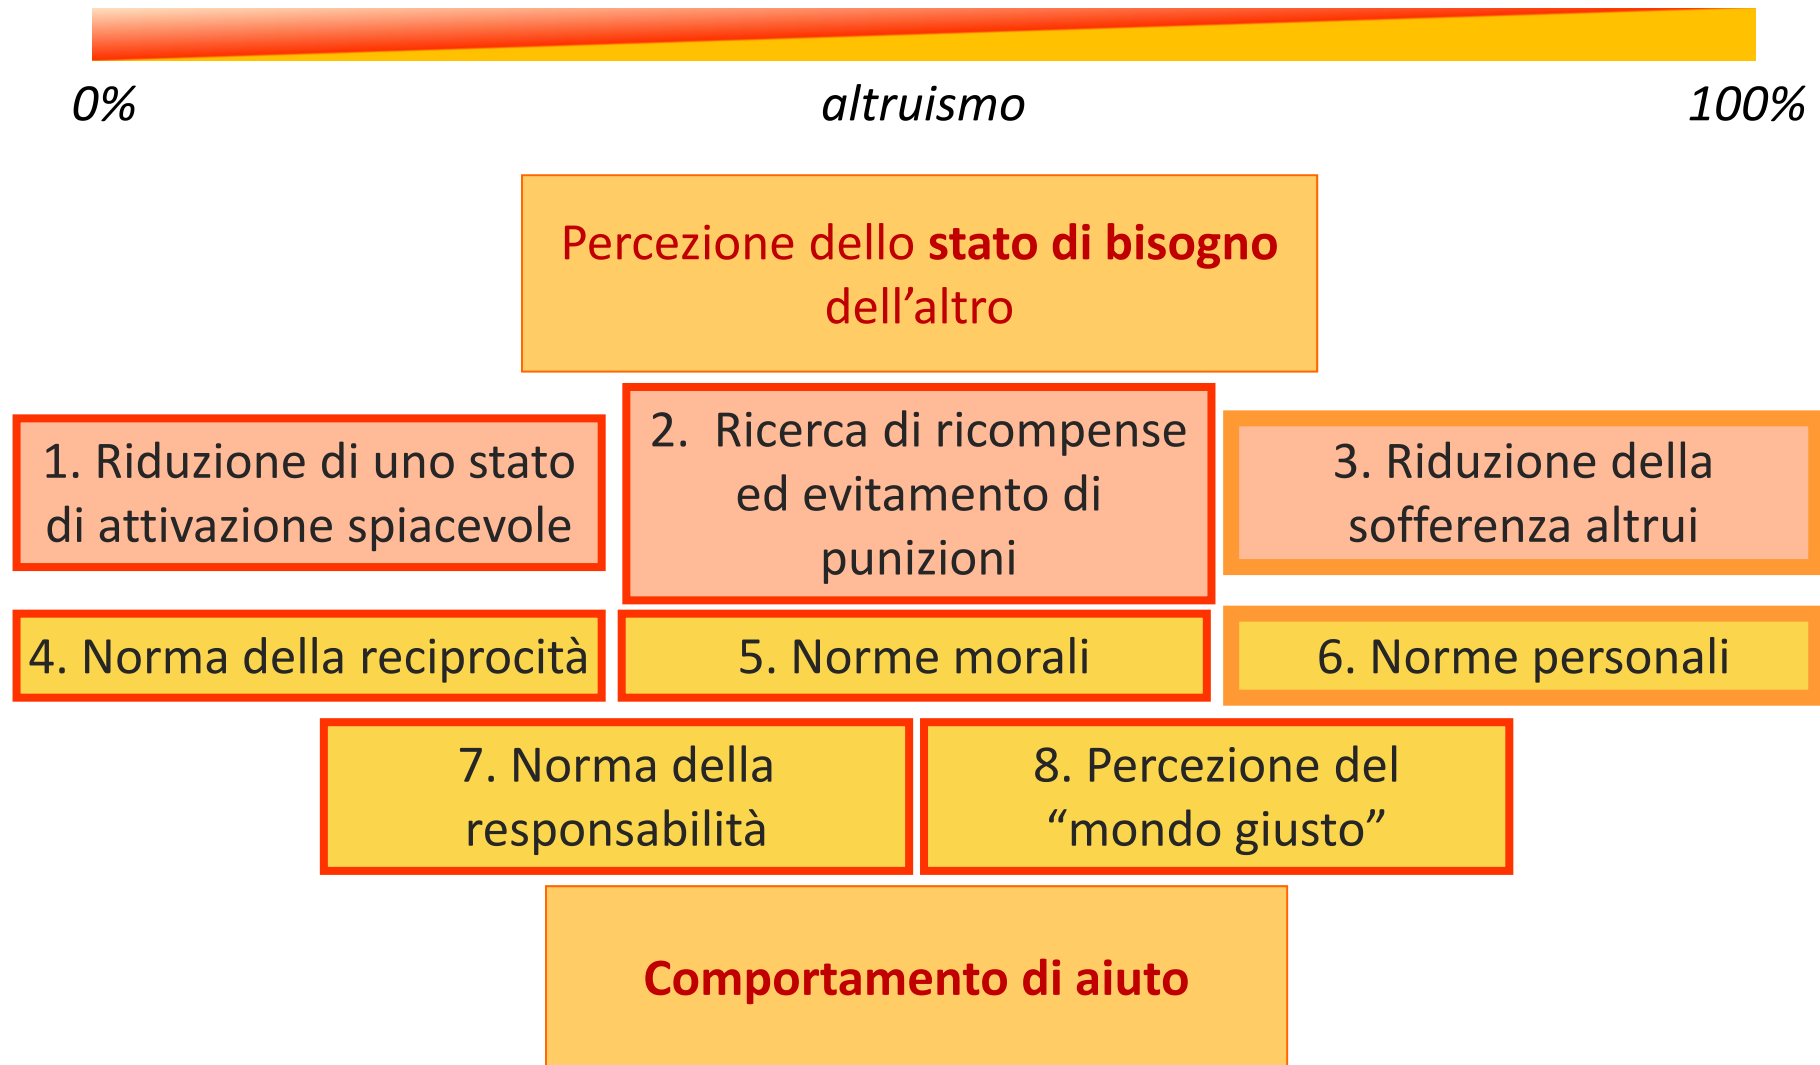 0% altruismo 100%
Percezione dello stato di bisogno
dell’altro
1. Riduzione di uno stato
di attivazione spiacevole
2. Ricerca di ricompense
ed evitamento di
punizioni
3. Riduzione della
sofferenza altrui
4. Norma della reciprocità
5. Norme morali
6. Norme personali
7. Norma della
responsabilità
8. Percezione del
“mondo giusto”
Comportamento di aiuto